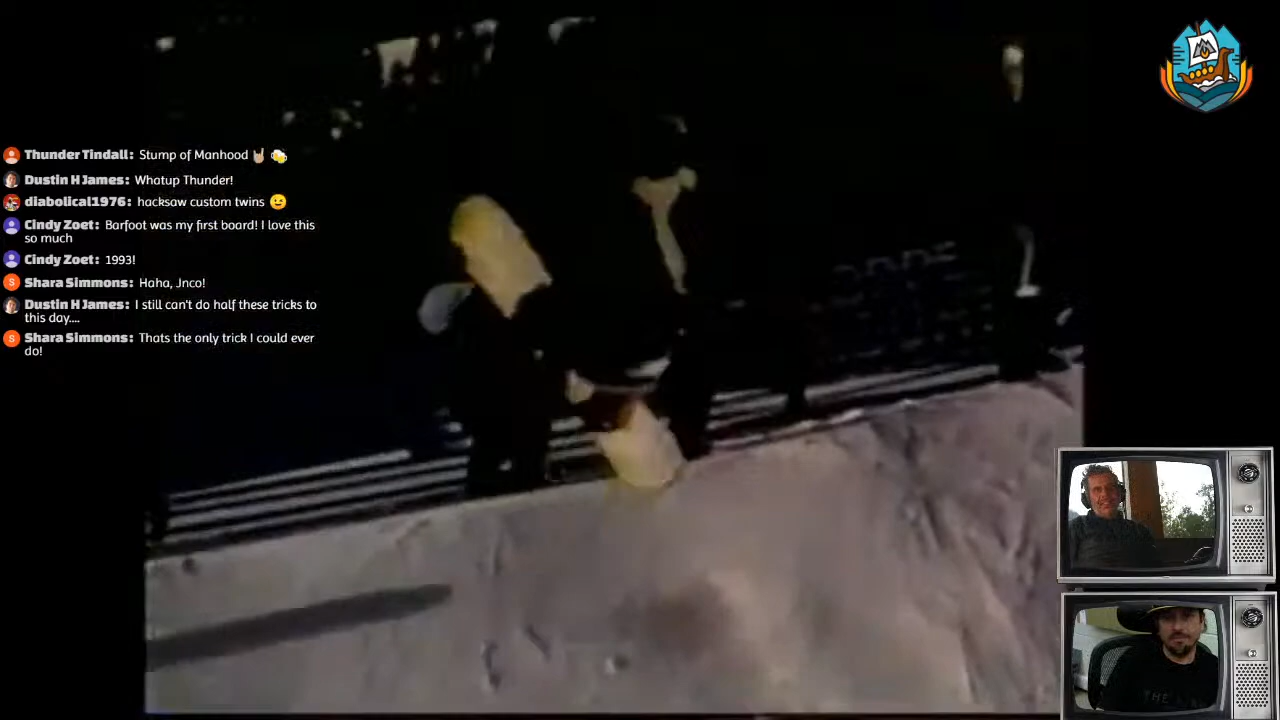 Thunder Tindall: Stump of Manhood 🤘🏼 🍻
Dustin H James: Whatup Thunder!
diabolical1976: hacksaw custom twins 😉
Cindy Zoet: Barfoot was my first board! I love this
so much
Cindy Zoet: 1993!
S
Shara Simmons: Haha, Jnco!
Dustin H James: I still can't do half these tricks to
this day....
S
Shara Simmons: Thats the only trick I could ever
do!
THE